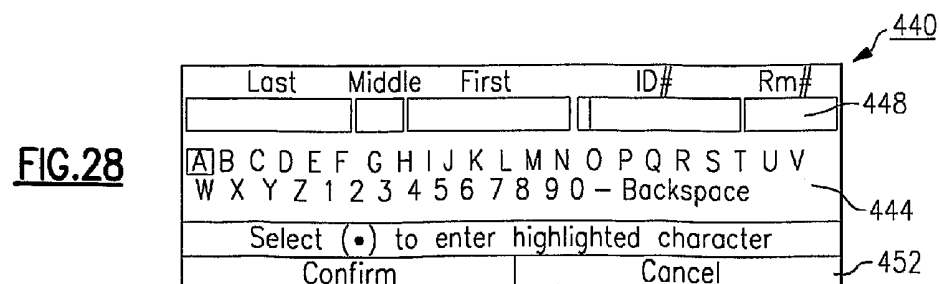 440
Last Middle First ID# Rm#
448
FIG.28
A B C D E F G H I J K L M N O P Q R S T U V
W X Y Z 1 2 3 4 5 6 7 8 9 0 – Backspace
444
Select (•) to enter highlighted character
Confirm Cancel
452